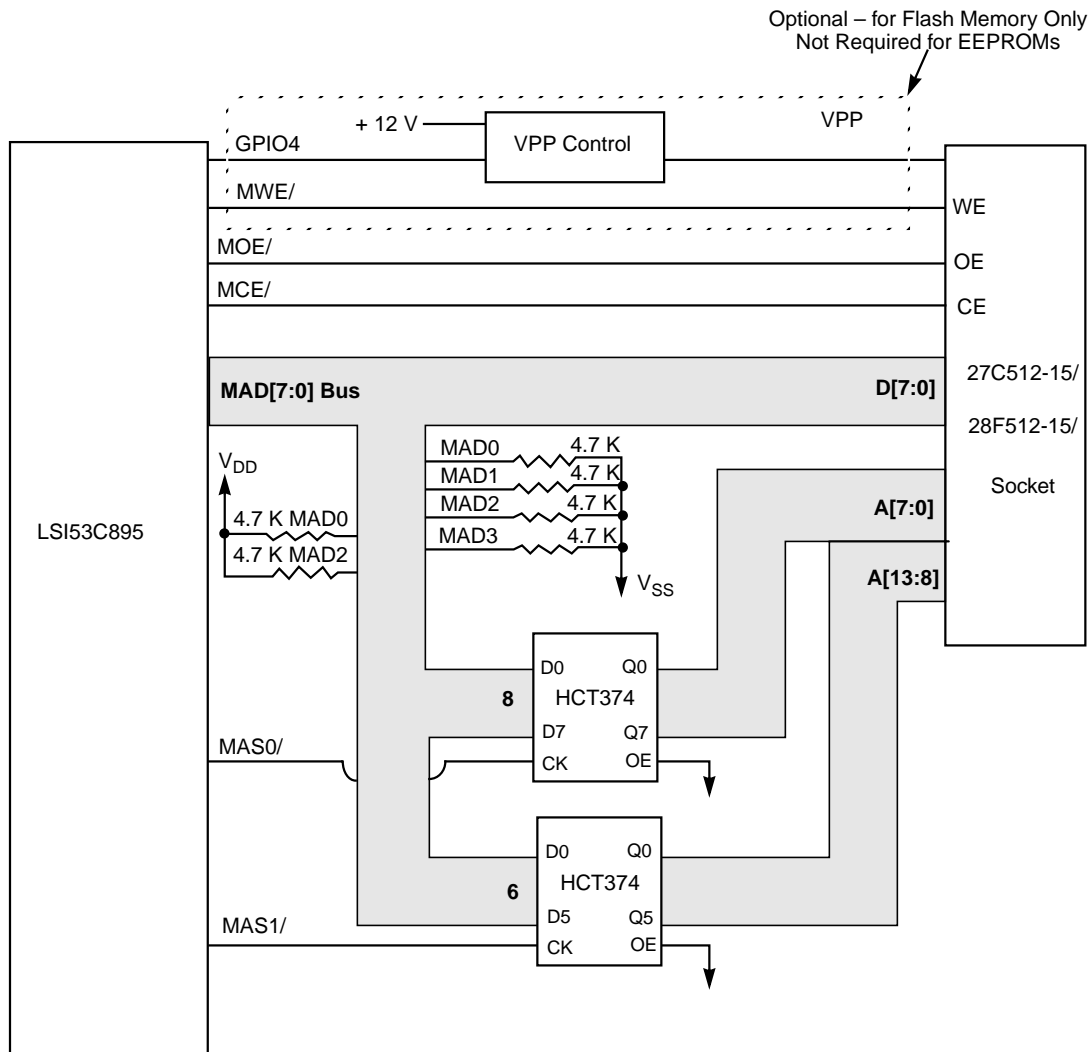 Optional – for Flash Memory Only
Not Required for EEPROMs
+ 12 V
VPP Control
VPP
GPIO4
MWE/
WE
MOE/
OE
MCE/
CE
MAD[7:0] Bus
D[7:0]
27C512-15/
28F512-15/
Socket
MAD0 4.7 K
MAD1 4.7 K
MAD2 4.7 K
MAD3 4.7 K
VDD
4.7 K MAD0
4.7 K MAD2
LSI53C895
VSS
A[7:0]
A[13:8]
D0 Q0
8 HCT374
D7 Q7
CK OE
MAS0/
D0 Q0
6 HCT374
D5 Q5
CK OE
MAS1/